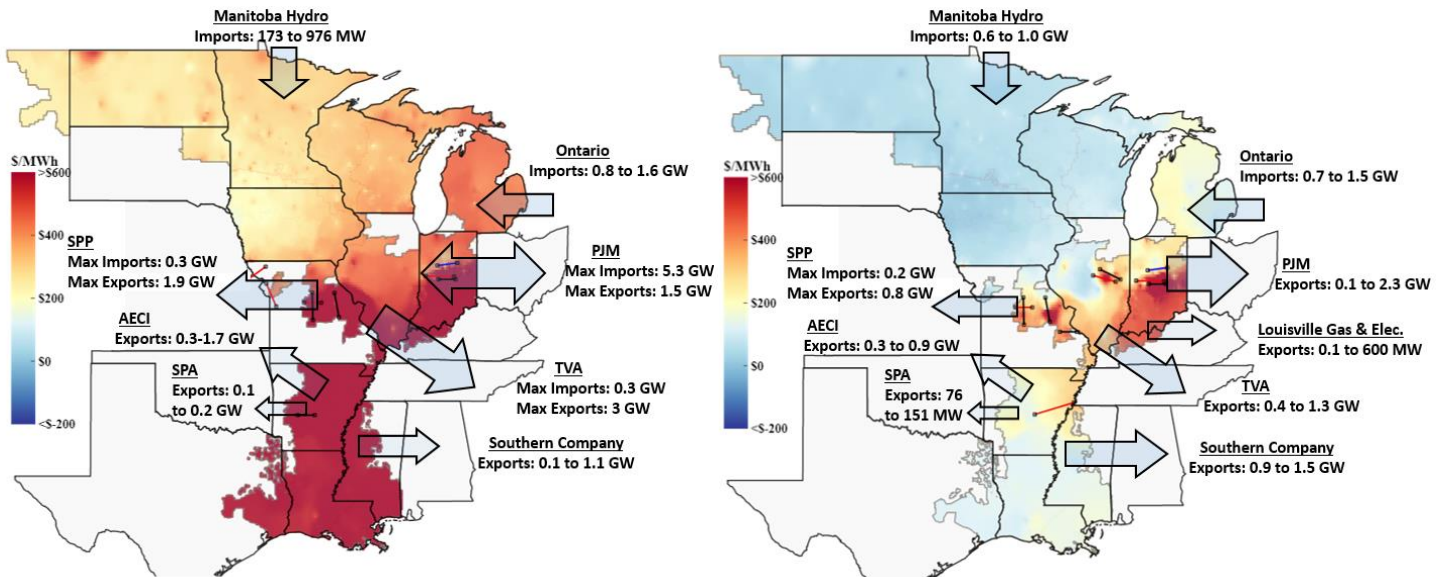 Manitoba Hydro
Imports: 173 to 976 MW
Ontario
Imports: 0.8 to 1.6 GW
$/MWh
>$600
$400
$200
$0
<$-200
SPP
Max Imports: 0.3 GW
Max Exports: 1.9 GW
PJM
Max Imports: 5.3 GW
Max Exports: 1.5 GW
AECI
Exports: 0.3-1.7 GW
SPA
Exports: 0.1
to 0.2 GW
TVA
Max Imports: 0.3 GW
Max Exports: 3 GW
Southern Company
Exports: 0.1 to 1.1 GW
Manitoba Hydro
Imports: 0.6 to 1.0 GW
Ontario
Imports: 0.7 to 1.5 GW
$/MWh
>$600
$400
$200
$0
<$-200
SPP
Max Imports: 0.2 GW
Max Exports: 0.8 GW
PJM
Exports: 0.1 to 2.3 GW
AECI
Exports: 0.3 to 0.9 GW
Louisville Gas & Elec.
Exports: 0.1 to 600 MW
SPA
Exports: 76
to 151 MW
TVA
Exports: 0.4 to 1.3 GW
Southern Company
Exports: 0.9 to 1.5 GW